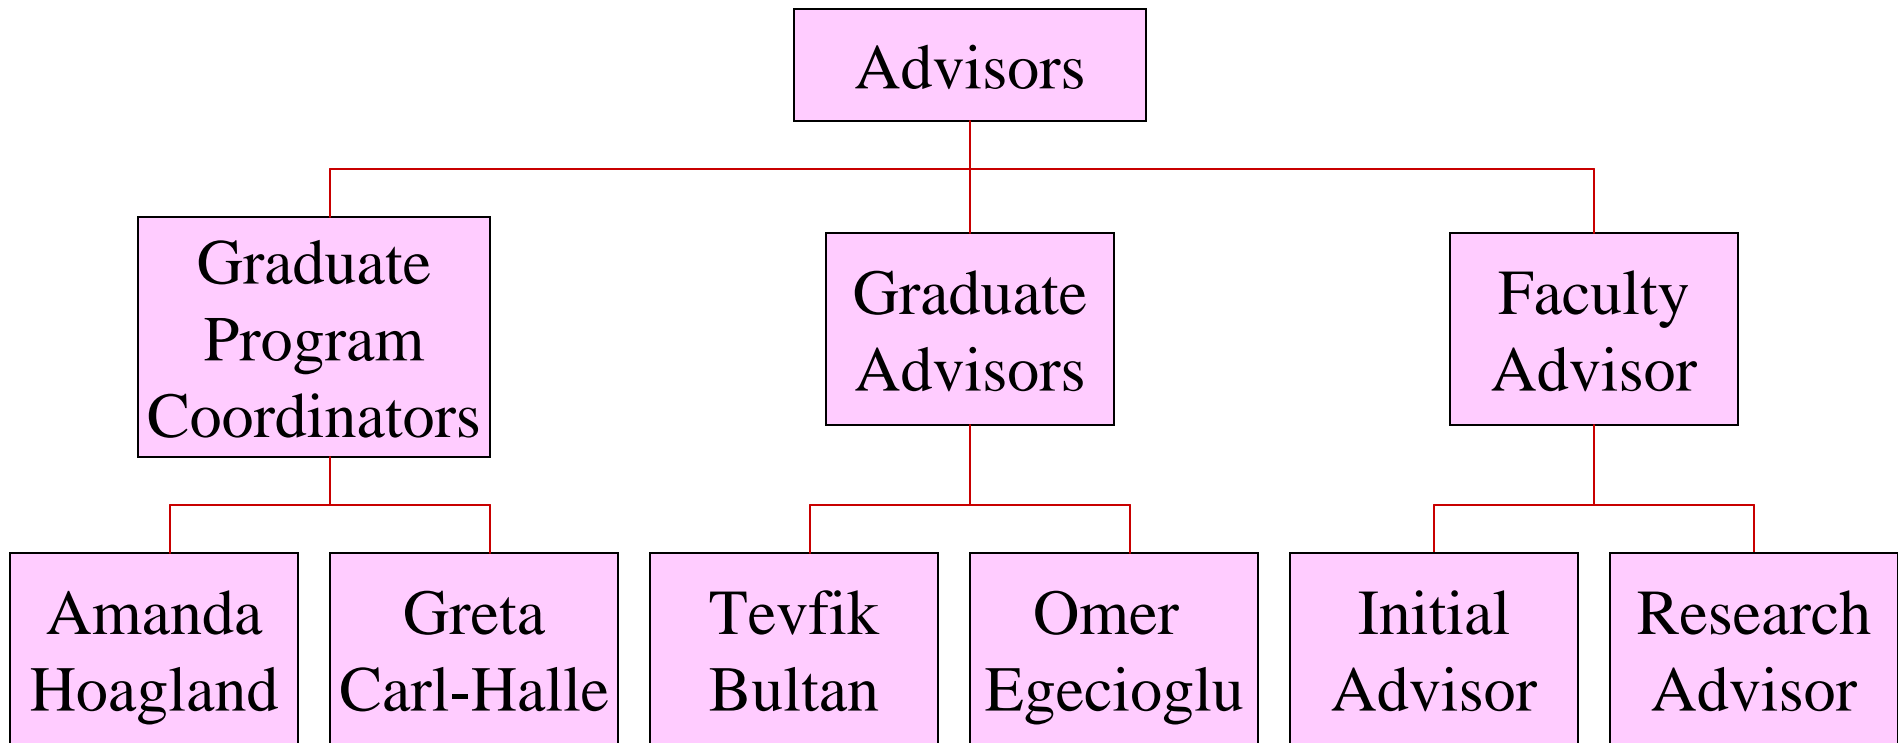 Advisors
Graduate
Program
Coordinators
Graduate
Advisors
Faculty
Advisor
Amanda
Hoagland
Greta
Carl-Halle
Tevfik
Bultan
Omer
Egecioglu
Initial
Advisor
Research
Advisor